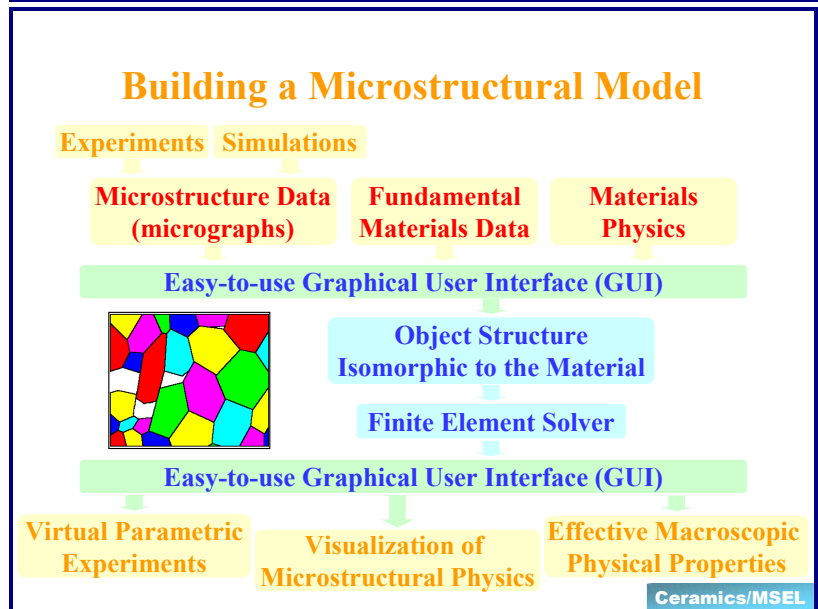 Building a Microstructural Model
Experiments
Simulations
Microstructure Data
(micrographs)
Fundamental
Materials Data
Materials
Physics
Easy-to-use Graphical User Interface (GUI)
Object Structure
Isomorphic to the Material
Finite Element Solver
Easy-to-use Graphical User Interface (GUI)
Virtual Parametric
Experiments
Visualization of
Microstructural Physics
Effective Macroscopic
Physical Properties
Ceramics/MSEL